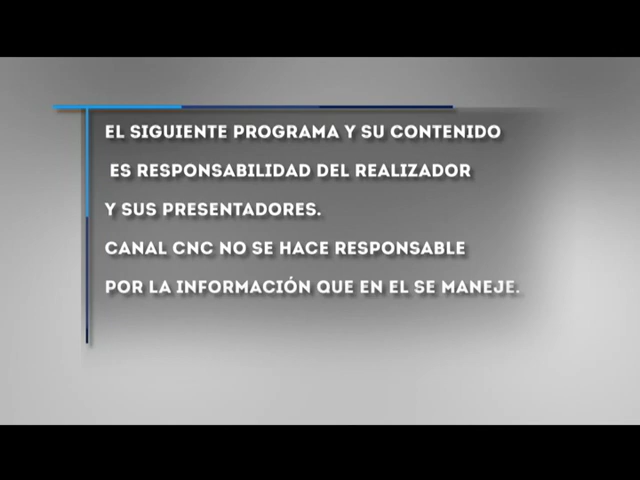 EL SIGUIENTE PROGRAMA Y SU CONTENIDO
ES RESPONSABILIDAD DEL REALIZADOR
Y SUS PRESENTADORES.
CANAL CNC NO SE HACE RESPONSABLE
POR LA INFORMACIÓN QUE EN EL SE MANEJE.